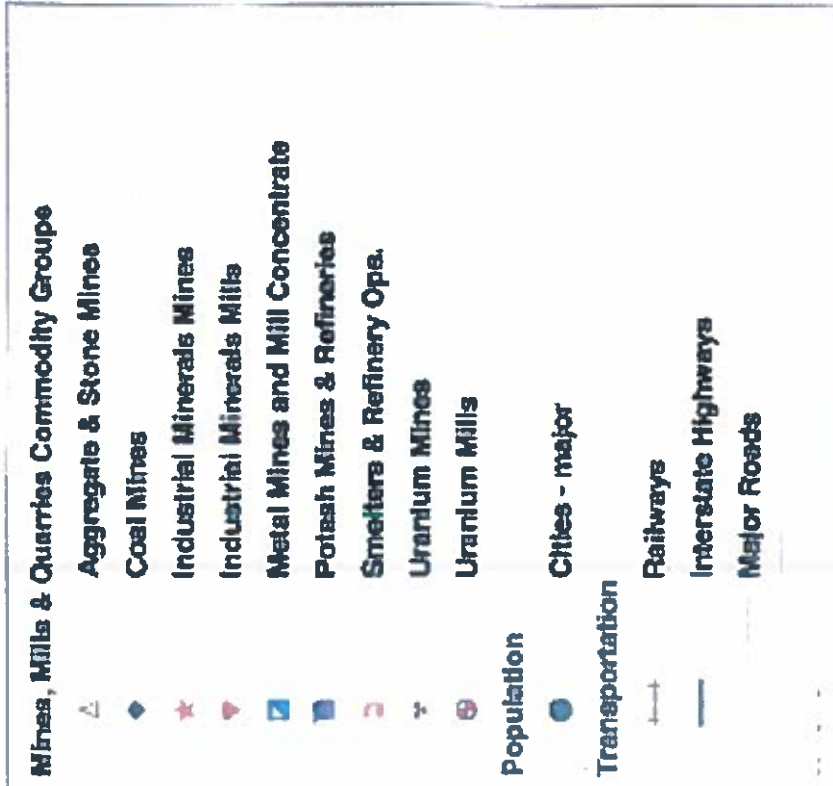 Mines, Mills & Quarries Commodity Groups
Aggregate & Stone Mines
Coal Mines
Industrial Minerals Mines
Industrial Minerals Mills
Metal Mines and Mill Concentrate
Potash Mines & Refineries
Smelters & Refinery Ops.
Uranium Mines
Uranium Mills
Population
Cities - major
Transportation
Railways
Interstate Highways
Major Roads